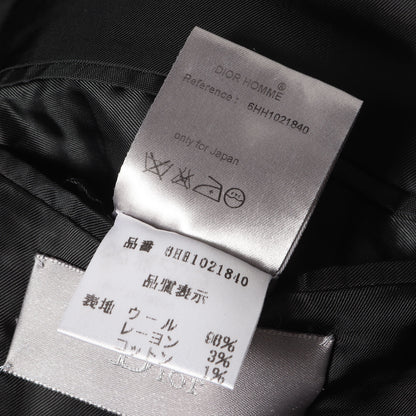 DIOR HOMME®
Reference : 6HH1021840
only for Japan
品番 6HH1021840
品質表示
表地 ウール 96%
レーヨン 3%
コットン 1%
Dior